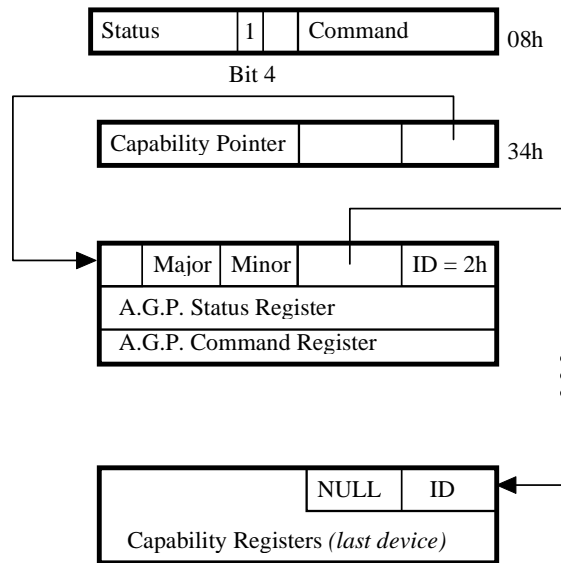 Status 1 Command 08h
Bit 4
Capability Pointer 34h
Major Minor ID = 2h
A.G.P. Status Register
A.G.P. Command Register
NULL ID
Capability Registers (last device)